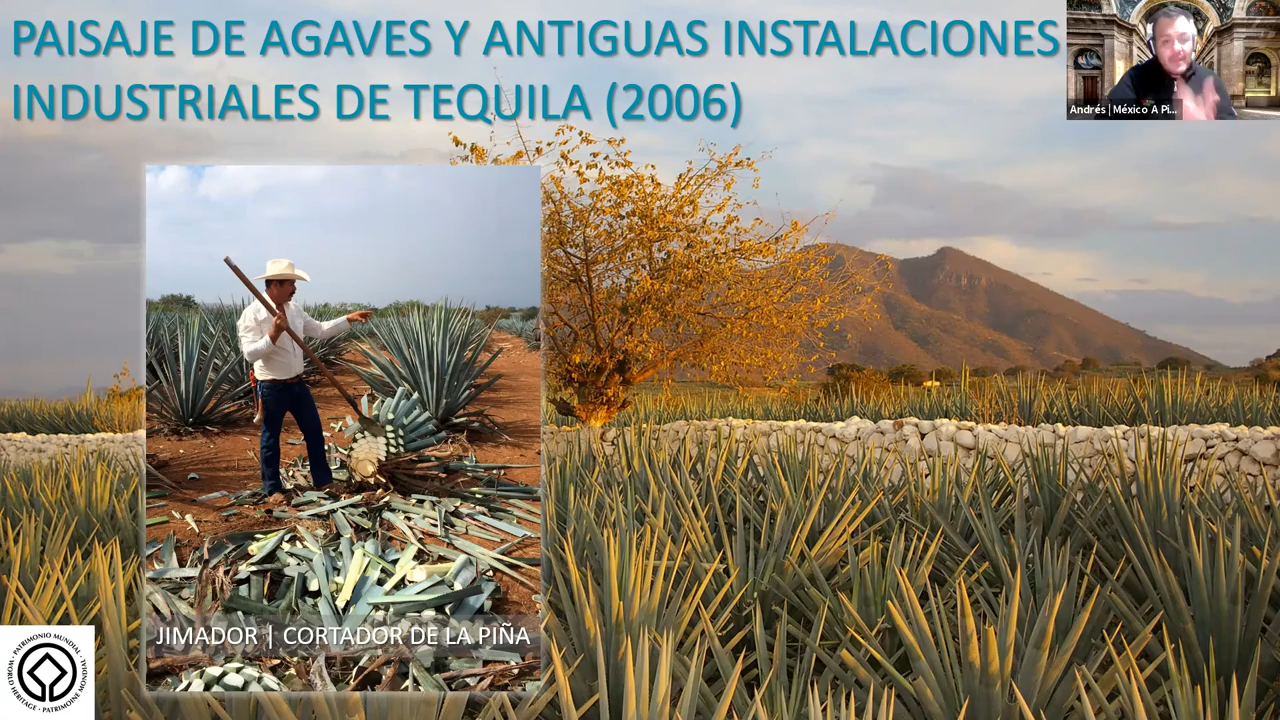 PAISAJE DE AGAVES Y ANTIGUAS INSTALACIONES
INDUSTRIALES DE TEQUILA (2006)
Andrés | México A Pi...
JIMADOR | CORTADOR DE LA PIÑA
PATRIMONIO MUNDIAL
WORLD HERITAGE
PATRIMOINE MONDIAL